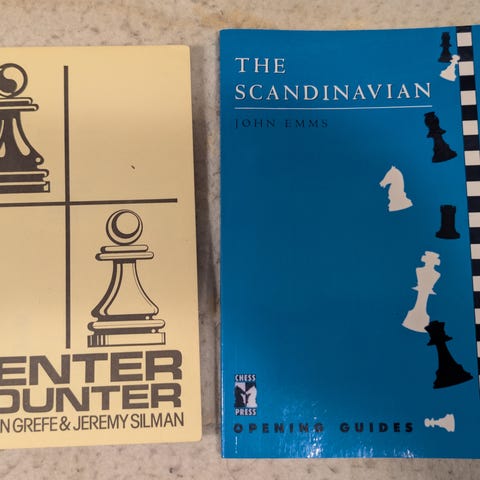 ENTER
OUNTER
N GREFE & JEREMY SILMAN
THE
SCANDINAVIAN
JOHN EMMS
CHESS
PRESS
OPENING GUIDES